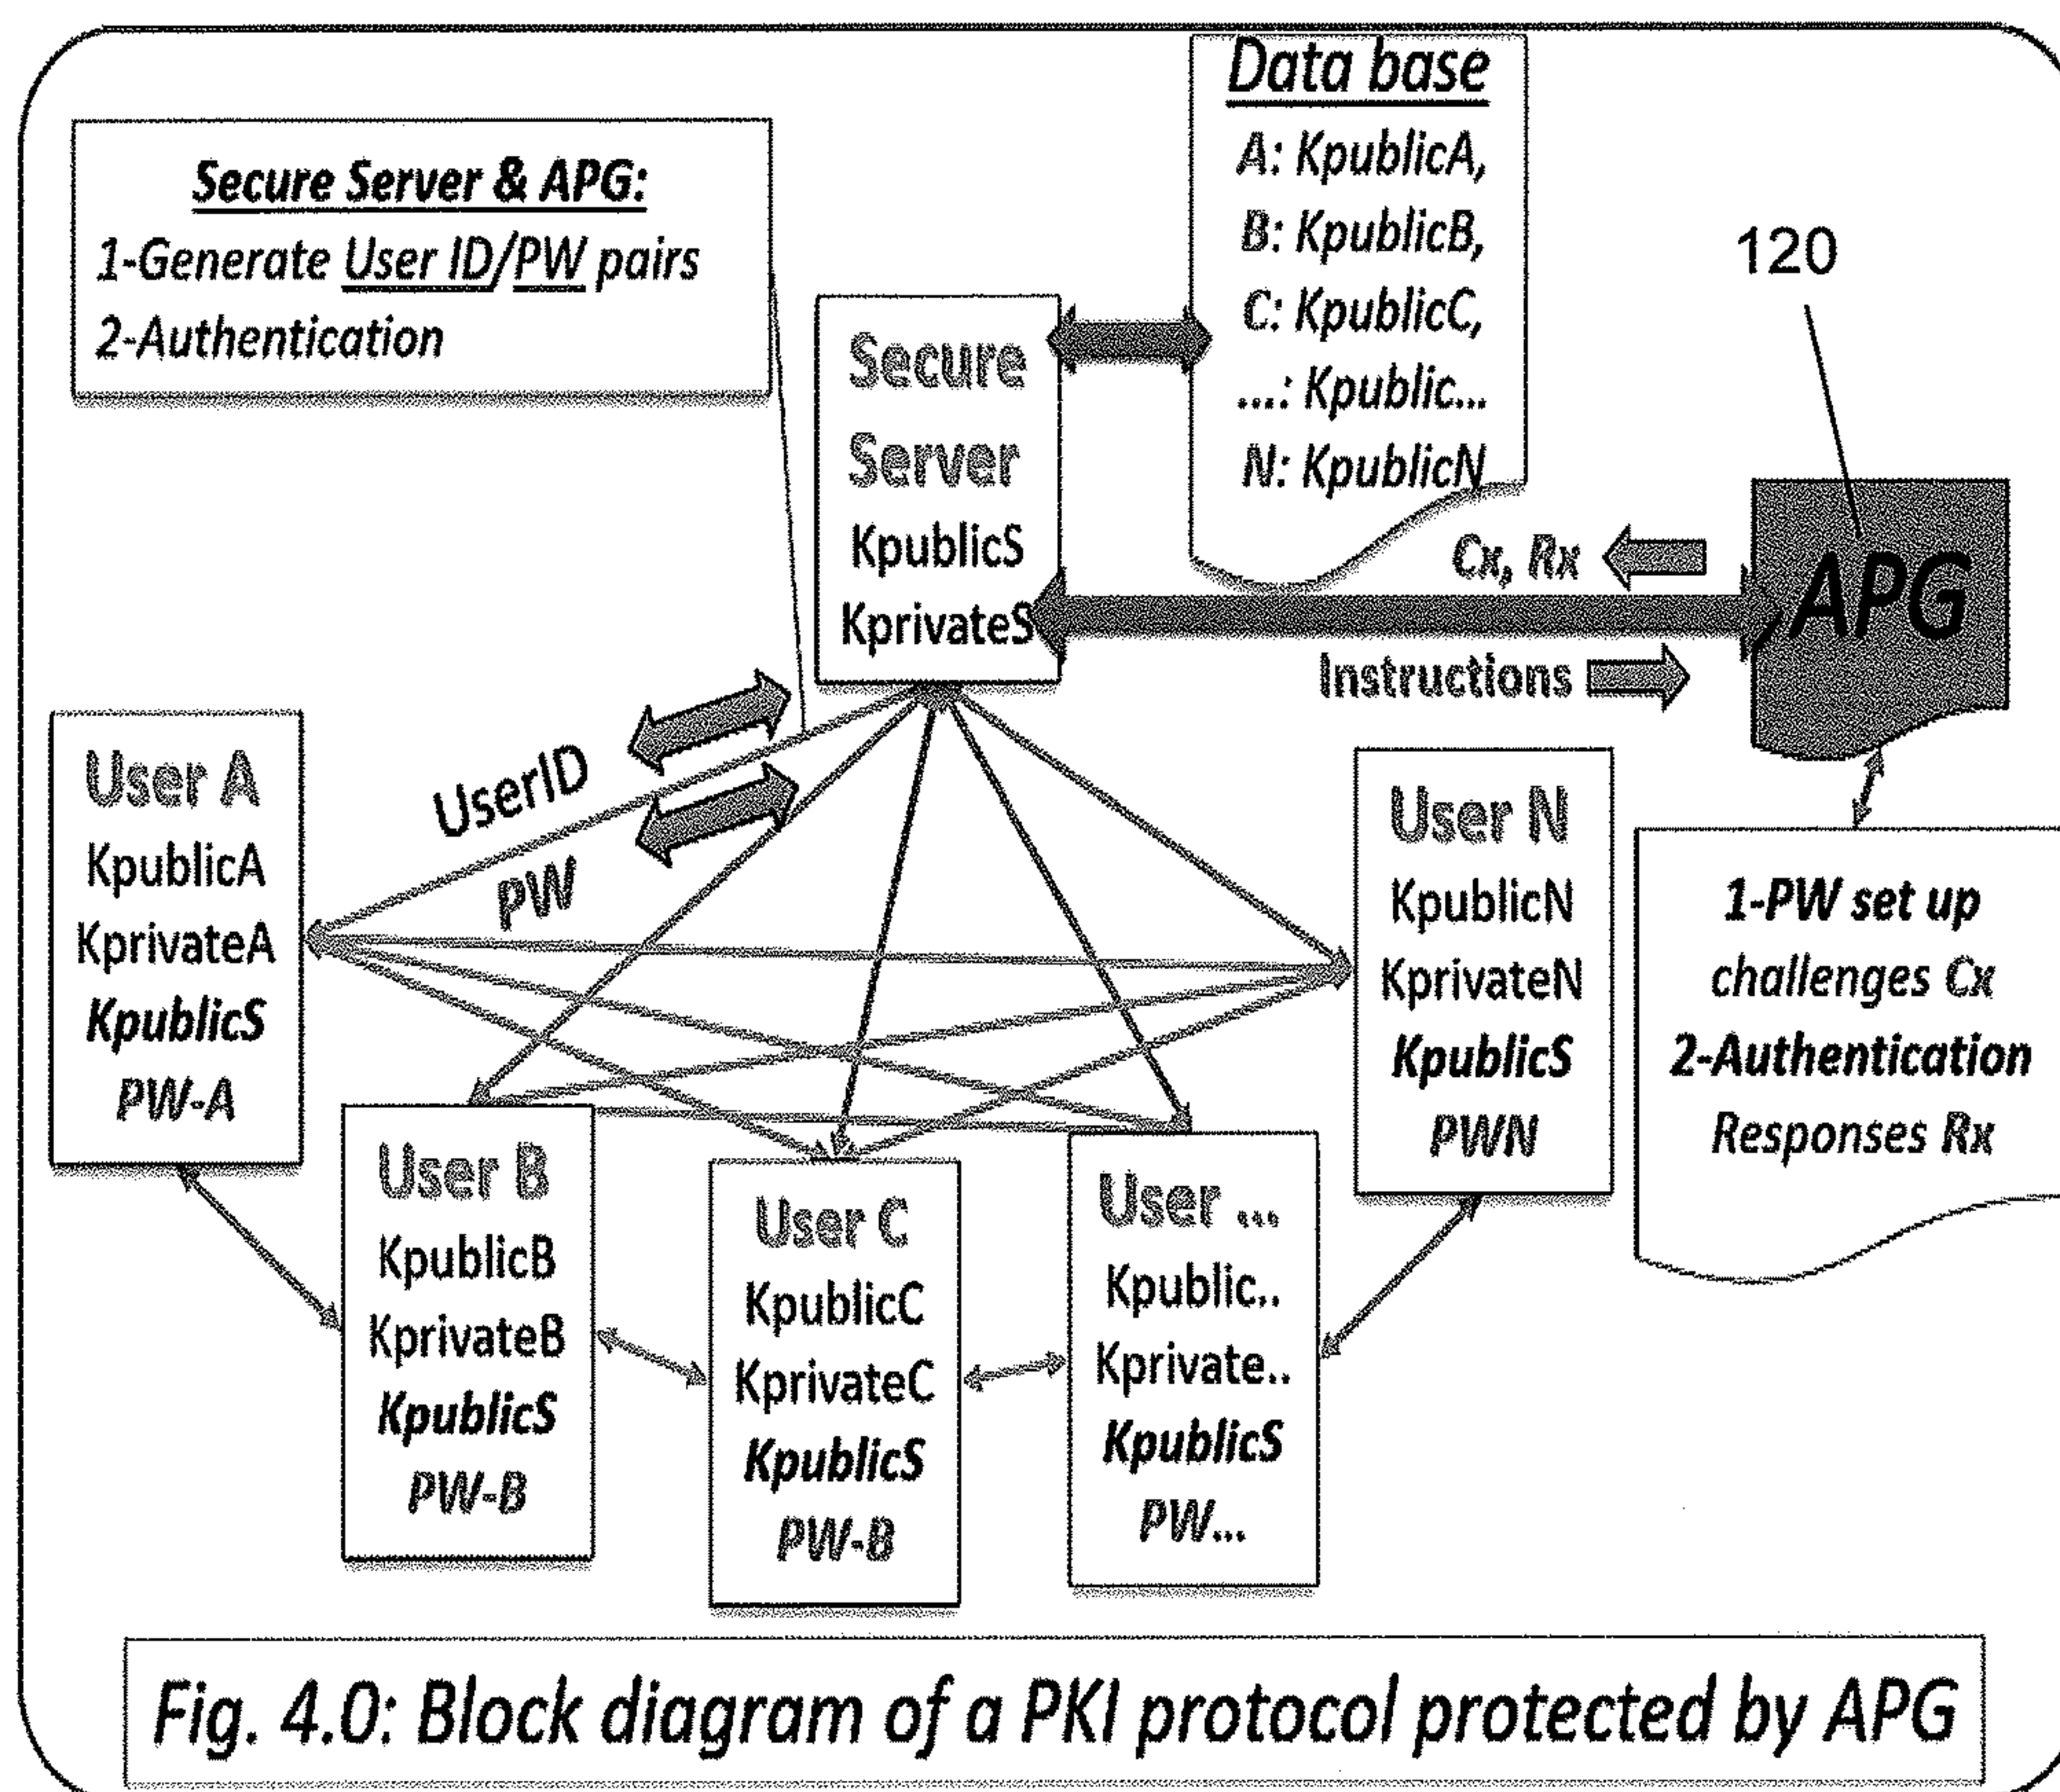 Secure Server & APG:
1-Generate User ID/PW pairs
2-Authentication
Data base
A: KpublicA,
B: KpublicB,
C: KpublicC,
...: Kpublic...
N: KpublicN
120
Secure
Server
KpublicS
KprivateS
Cx, Rx
Instructions
APG
UserID
PW
User A
KpublicA
KprivateA
KpublicS
PW-A
User B
KpublicB
KprivateB
KpublicS
PW-B
User C
KpublicC
KprivateC
KpublicS
PW-B
User ...
Kpublic..
Kprivate..
KpublicS
PW...
User N
KpublicN
KprivateN
KpublicS
PWN
1-PW set up
challenges Cx
2-Authentication
Responses Rx
Fig. 4.0: Block diagram of a PKI protocol protected by APG